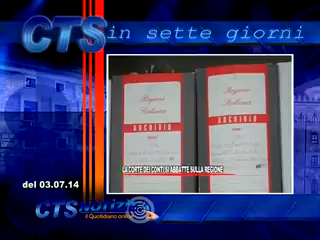 CTS in sette giorni
Regione Siciliana
ARCHIVIO
Regione Siciliana
ARCHIVIO
LA CORTE DEI CONTI S'ABBATTE SULLA REGIONE
del 03.07.14
CTS notizie
il Quotidiano online